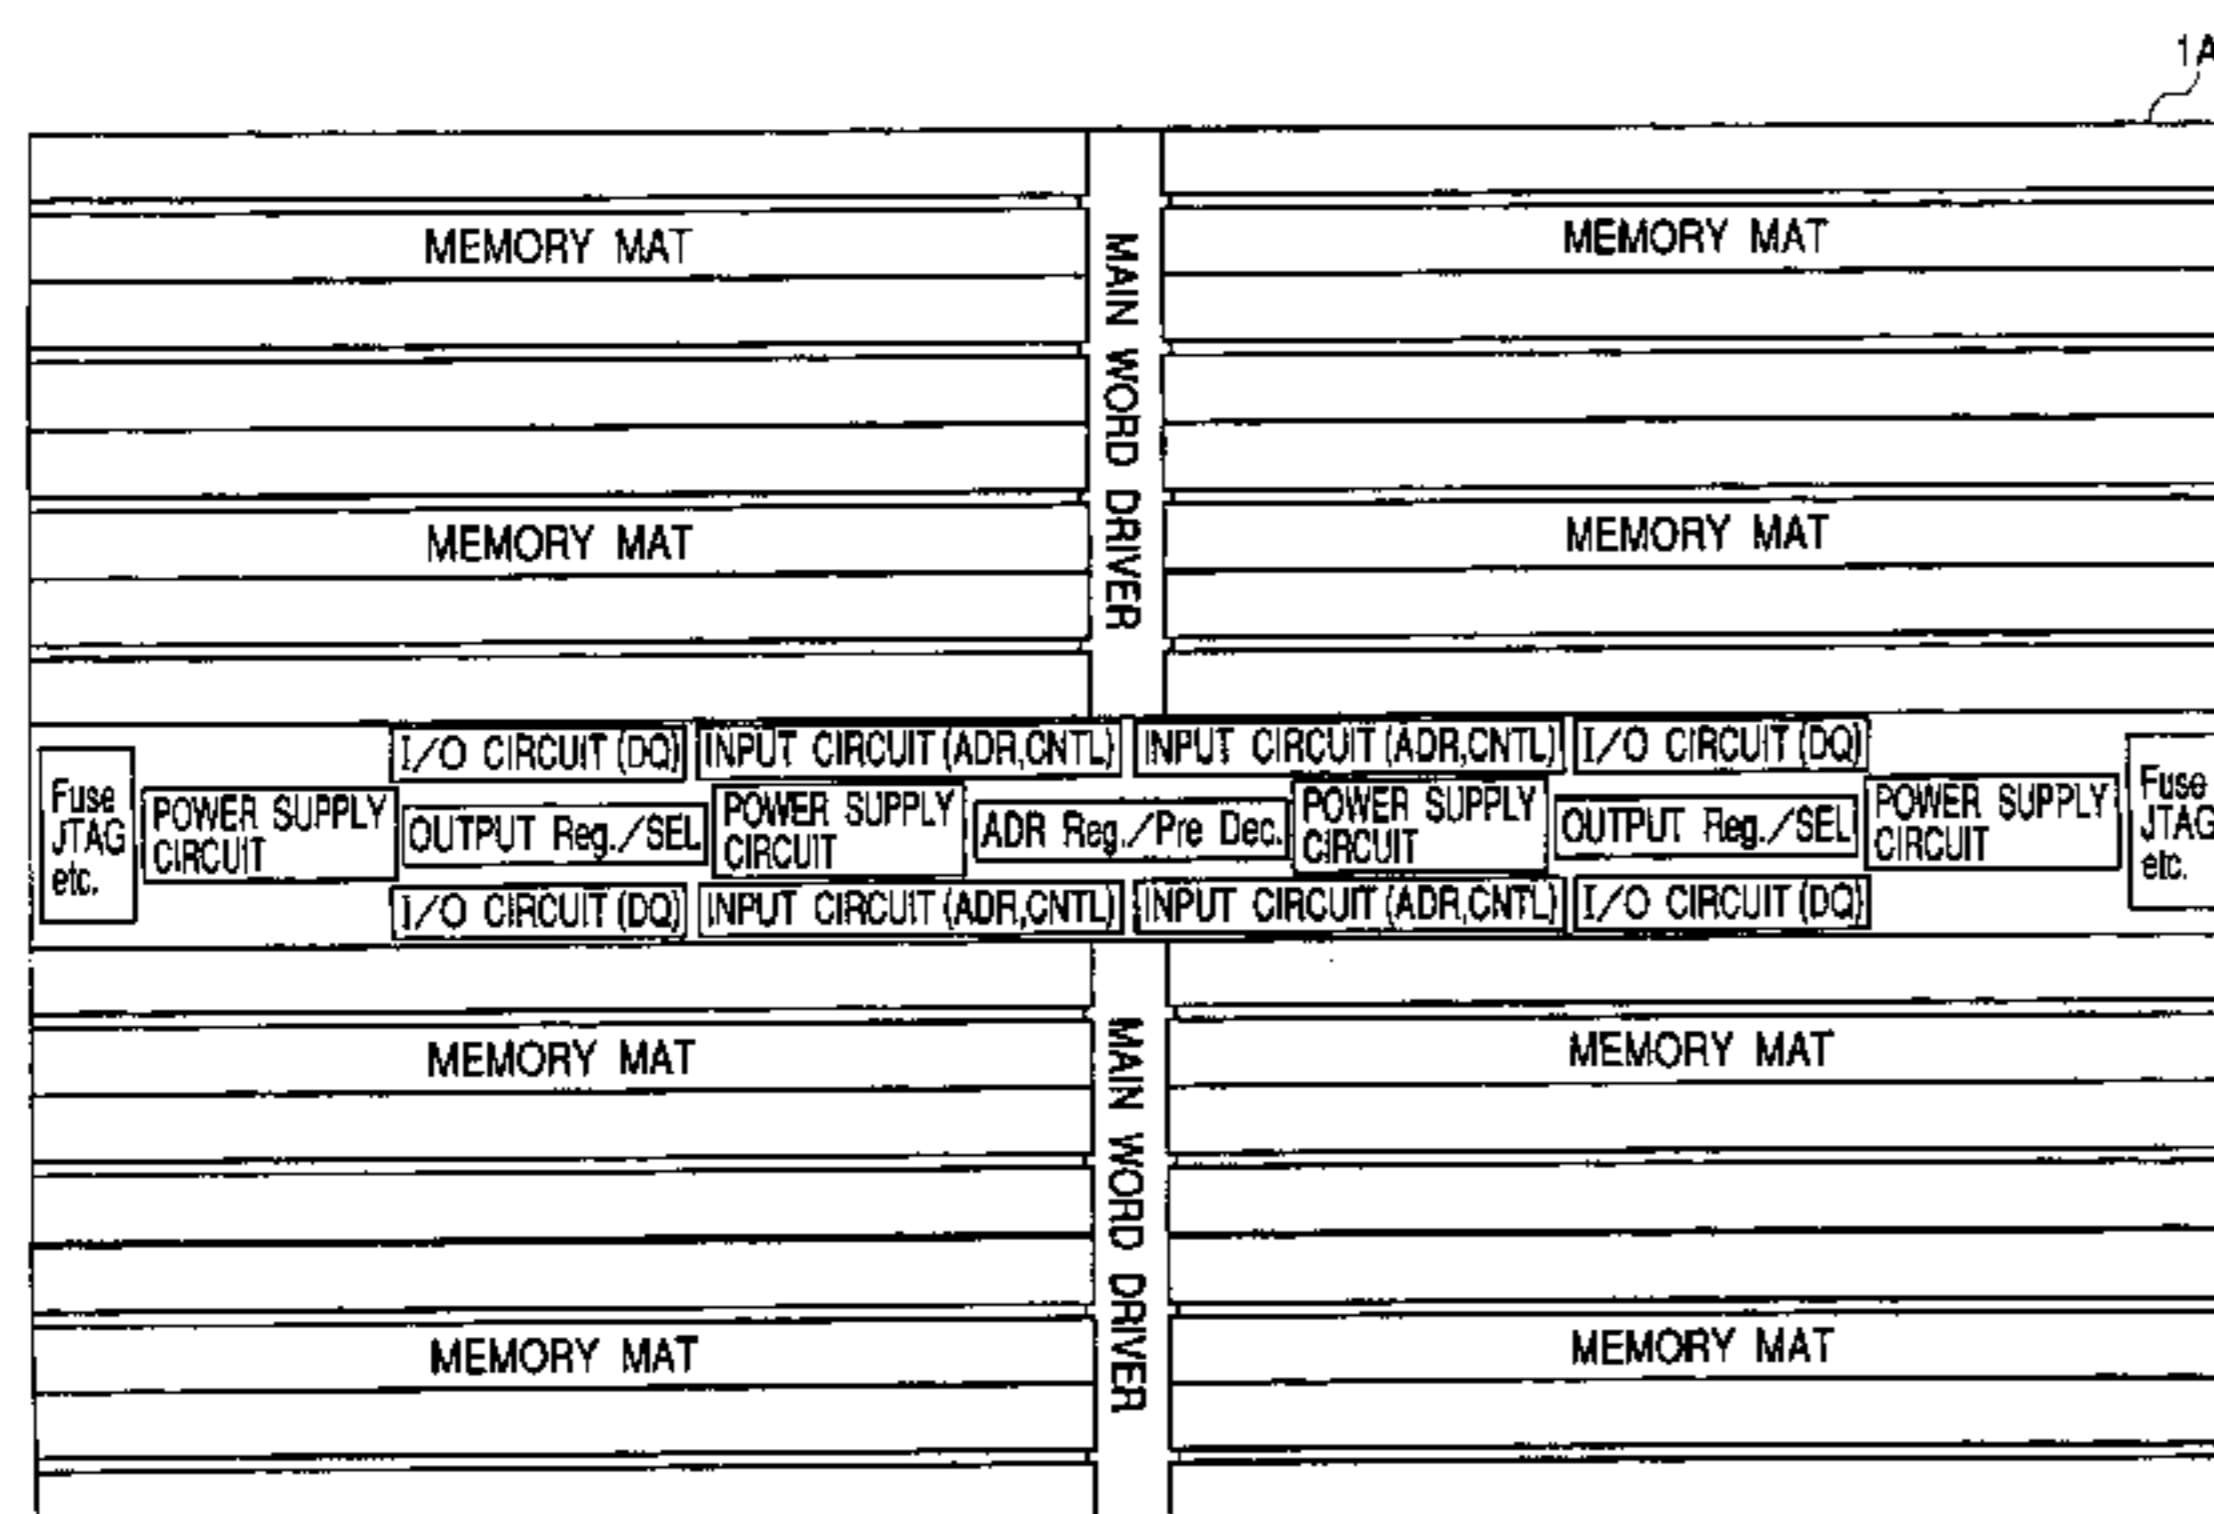 1A
MEMORY MAT
MEMORY MAT
MAIN WORD DRIVER
MEMORY MAT
MEMORY MAT
I/O CIRCUIT (DQ)
INPUT CIRCUIT (ADR,CNTL)
INPUT CIRCUIT (ADR,CNTL)
I/O CIRCUIT (DQ)
Fuse
JTAG
etc.
POWER SUPPLY
CIRCUIT
OUTPUT Reg./SEL
POWER SUPPLY
CIRCUIT
ADR Reg./Pre Dec.
POWER SUPPLY
CIRCUIT
OUTPUT Reg./SEL
POWER SUPPLY
CIRCUIT
Fuse
JTAG
etc.
I/O CIRCUIT (DQ)
INPUT CIRCUIT (ADR,CNTL)
INPUT CIRCUIT (ADR,CNTL)
I/O CIRCUIT (DQ)
MEMORY MAT
MEMORY MAT
MAIN WORD DRIVER
MEMORY MAT
MEMORY MAT